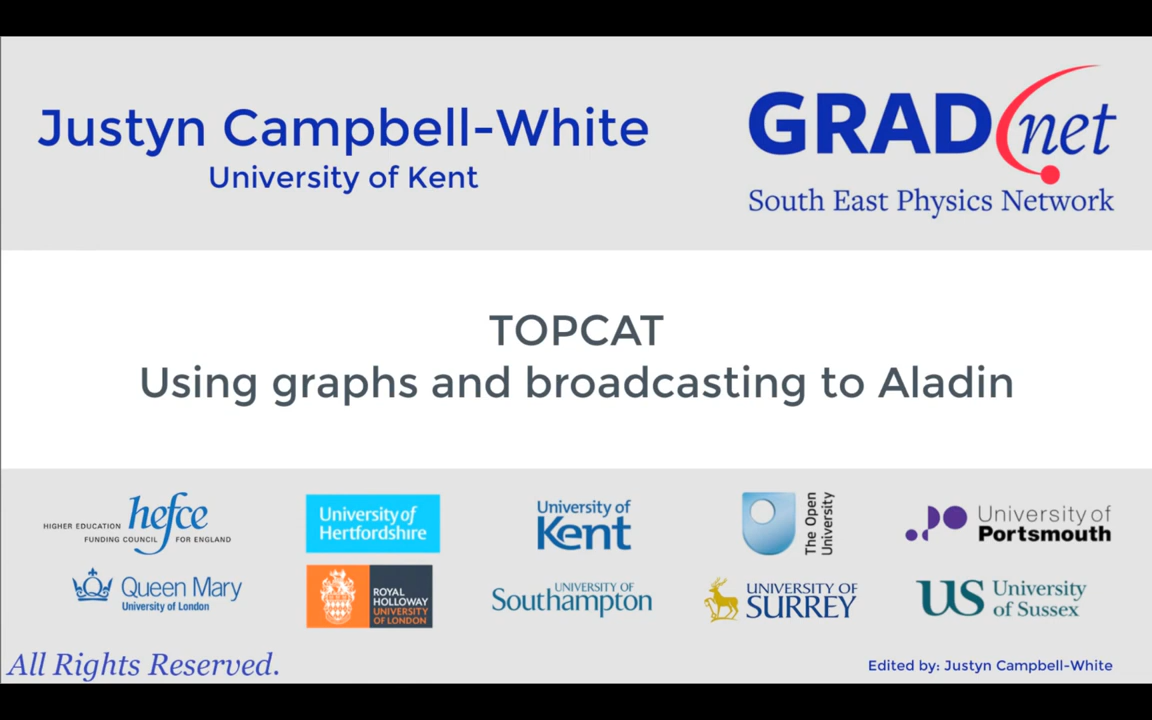 Justyn Campbell-White
University of Kent
GRADnet
South East Physics Network
TOPCAT
Using graphs and broadcasting to Aladin
hefce
HIGHER EDUCATION
FUNDING COUNCIL FOR ENGLAND
University of
Hertfordshire
University of
Kent
The Open
University
University of
Portsmouth
Queen Mary
University of London
ROYAL
HOLLOWAY
UNIVERSITY
OF LONDON
UNIVERSITY OF
Southampton
UNIVERSITY OF
SURREY
US University
of Sussex
All Rights Reserved.
Edited by: Justyn Campbell-White